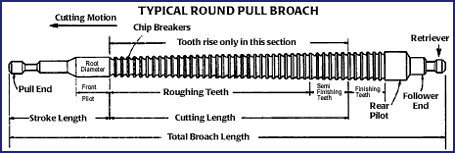 TYPICAL ROUND PULL BROACH
Cutting Motion
Chip Breakers
Tooth rise only in this section
Retriever
Root
Diameter
Pull End
Front
Pilot
Roughing Teeth
Semi
Finishing
Teeth
Finishing
Teeth
Rear
Pilot
Follower
End
Stroke Length
Cutting Length
Total Broach Length